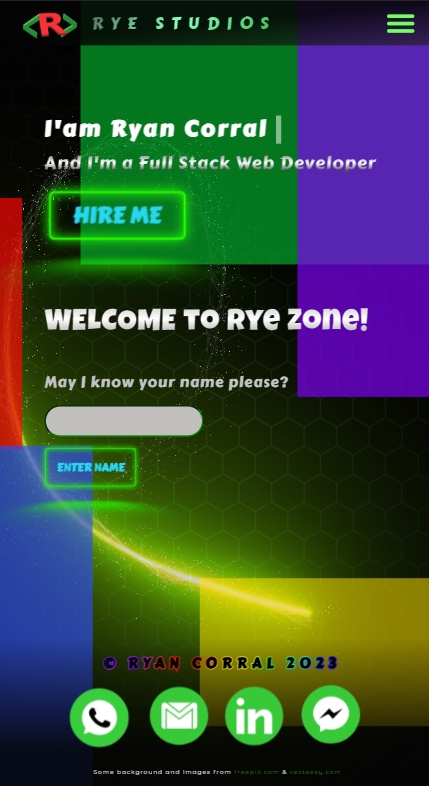 <R> RYE STUDIOS
I'am Ryan Corral |
And I'm a Full Stack Web Developer
HIRE ME
WELCOME TO RYe Zone!
May I know your name please?
ENTER NAME
© RYAN CORRAL 2023
in
Some background and images from freepik.com & vecteezy.com